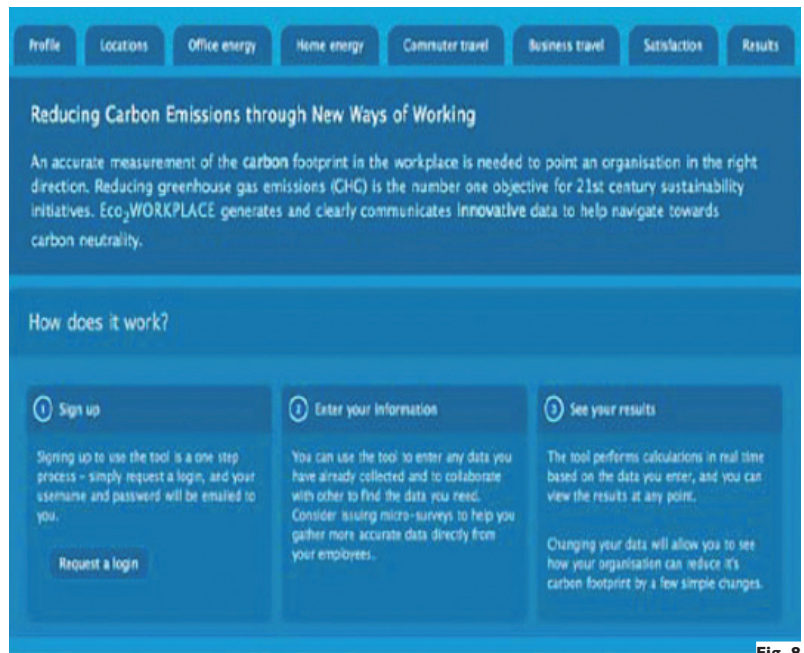 Profile
Locations
Office energy
Home energy
Commuter travel
Business travel
Satisfaction
Results
Reducing Carbon Emissions through New Ways of Working
An accurate measurement of the carbon footprint in the workplace is needed to point an organisation in the right
direction. Reducing greenhouse gas emissions (GHG) is the number one objective for 21st century sustainability
initiatives. Eco₂WORKPLACE generates and clearly communicates innovative data to help navigate towards
carbon neutrality.
How does it work?
1 Sign up
Signing up to use the tool is a one step
process – simply request a login, and your
username and password will be emailed to
you.
Request a login
2 Enter your information
You can use the tool to enter any data you
have already collected and to collaborate
with other to find the data you need.
Consider issuing micro-surveys to help you
gather more accurate data directly from
your employees.
3 See your results
The tool performs calculations in real time
based on the data you enter, and you can
view the results at any point.
Changing your data will allow you to see
how your organisation can reduce it's
carbon footprint by a few simple changes.
Fig. 8